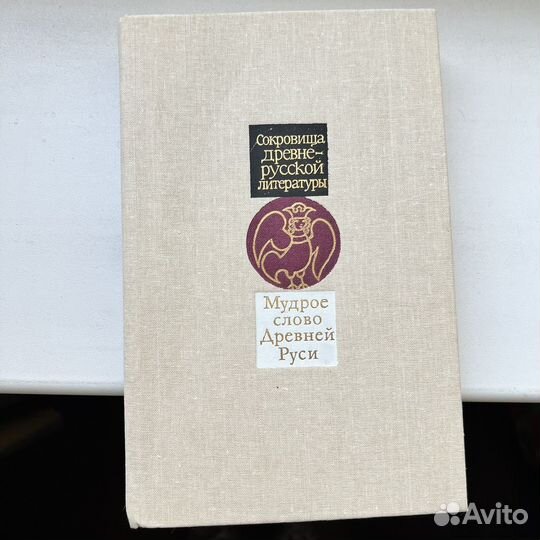 Сокровища
древне-
русской
литературы
Мудрое
слово
Древней
Руси
Avito